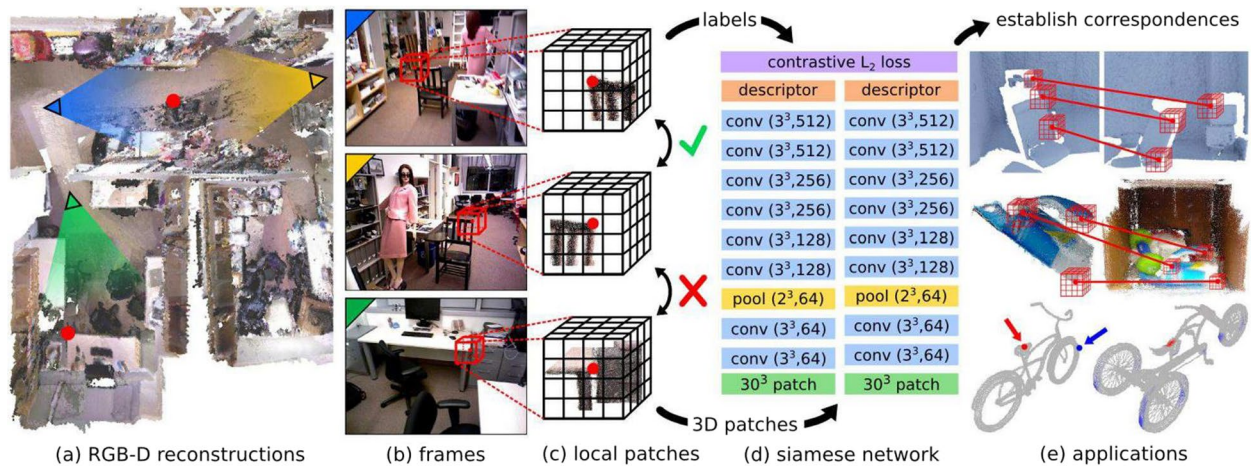 labels
establish correspondences
contrastive L₂ loss
descriptor descriptor
conv (3³,512) conv (3³,512)
conv (3³,512) conv (3³,512)
conv (3³,256) conv (3³,256)
conv (3³,256) conv (3³,256)
conv (3³,128) conv (3³,128)
conv (3³,128) conv (3³,128)
pool (2³,64) pool (2³,64)
conv (3³,64) conv (3³,64)
conv (3³,64) conv (3³,64)
30³ patch 30³ patch
3D patches
(a) RGB-D reconstructions
(b) frames
(c) local patches
(d) siamese network
(e) applications